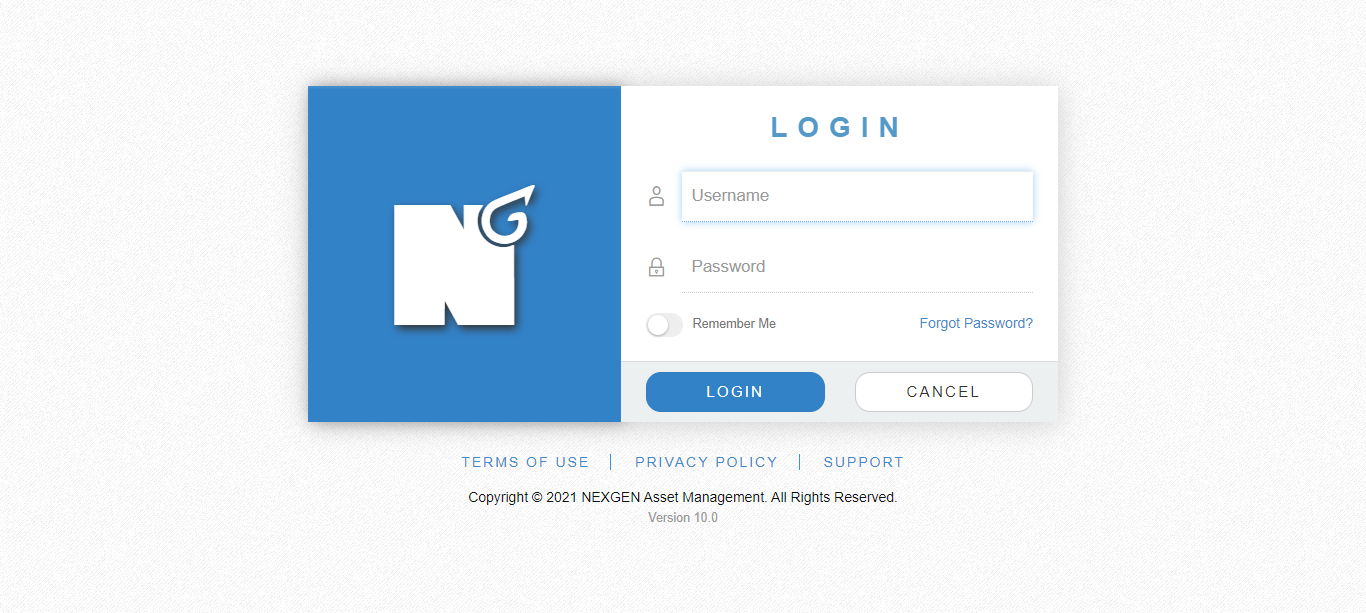 NG
LOGIN
Username
Password
Remember Me Forgot Password?
LOGIN CANCEL
TERMS OF USE | PRIVACY POLICY | SUPPORT
Copyright © 2021 NEXGEN Asset Management. All Rights Reserved.
Version 10.0